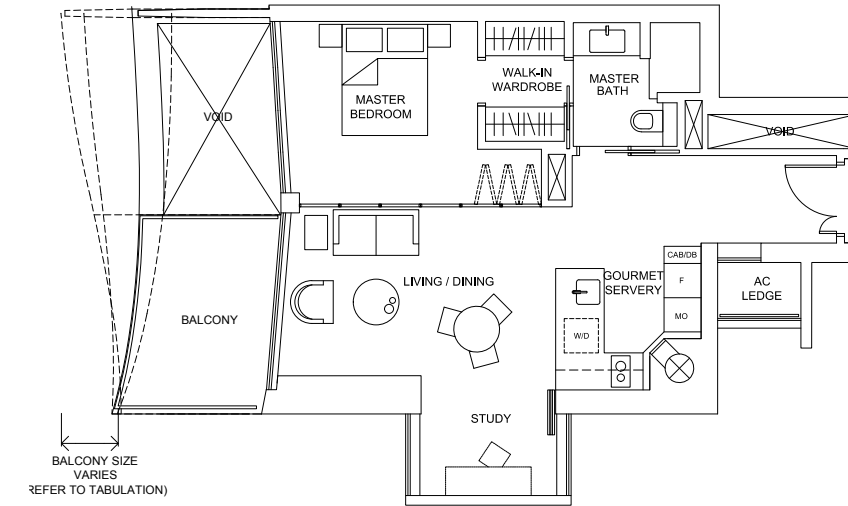 MASTER
BEDROOM
WALK-IN
WARDROBE
MASTER
BATH
VOID
VOID
BALCONY
LIVING / DINING
GOURMET
SERVERY
CAB/DB
F
MO
W/D
AC
LEDGE
STUDY
BALCONY SIZE
VARIES
REFER TO TABULATION)